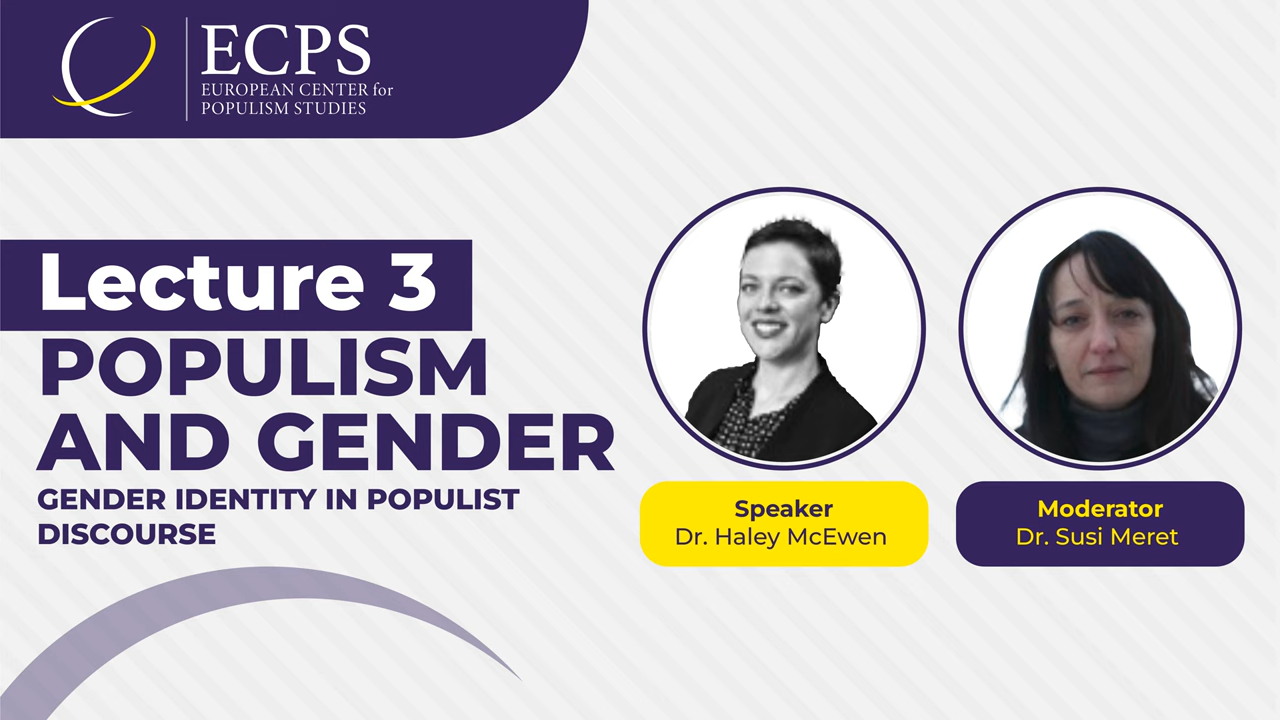 ECPS
EUROPEAN CENTER for
POPULISM STUDIES
Lecture 3
POPULISM
AND GENDER
GENDER IDENTITY IN POPULIST
DISCOURSE
Speaker
Dr. Haley McEwen
Moderator
Dr. Susi Meret